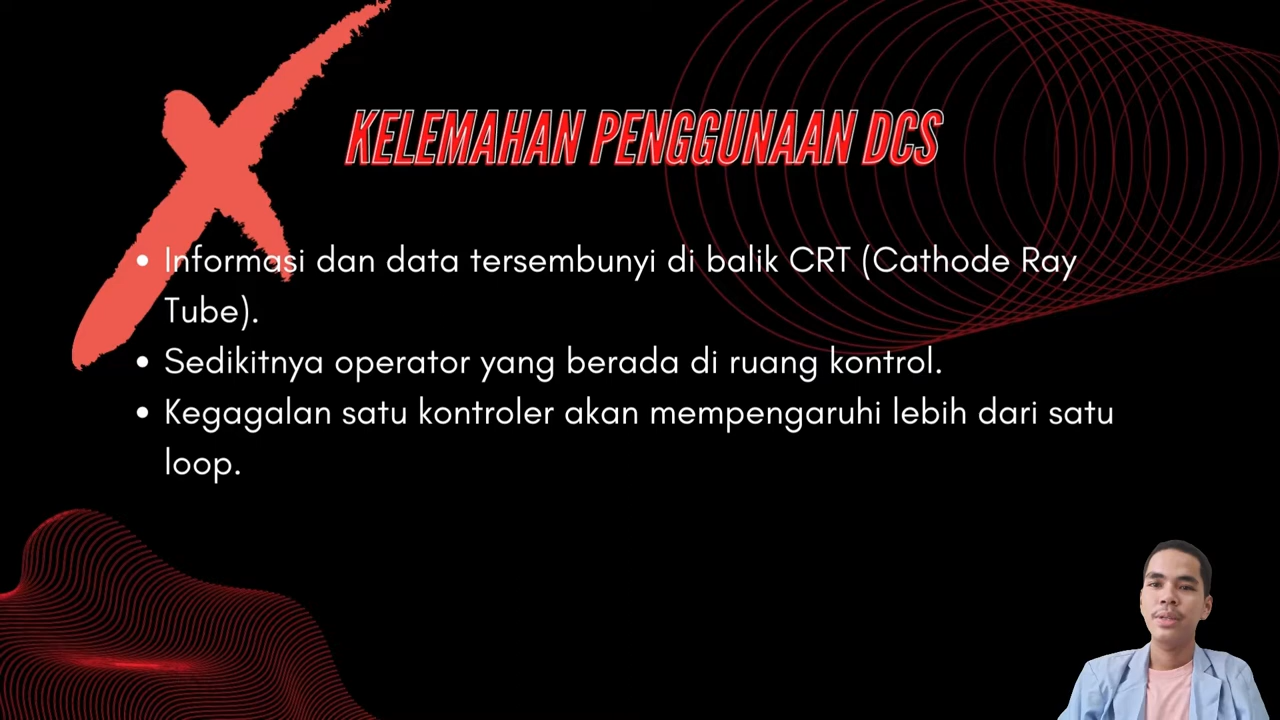 KELEMAHAN PENGGUNAAN DCS
• Informasi dan data tersembunyi di balik CRT (Cathode Ray
Tube).
• Sedikitnya operator yang berada di ruang kontrol.
• Kegagalan satu kontroler akan mempengaruhi lebih dari satu
loop.